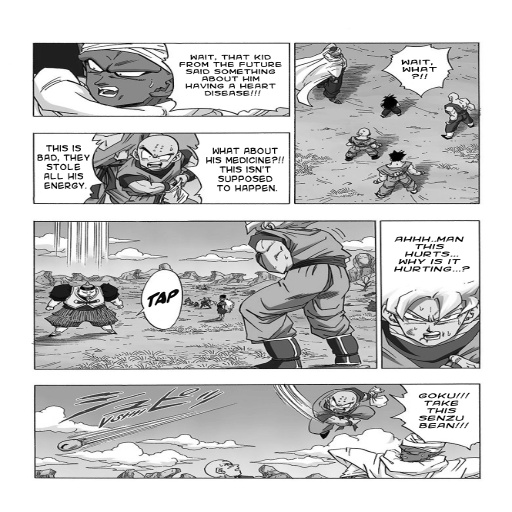 WAIT, THAT KID
FROM THE FUTURE
SAID SOMETHING
ABOUT HIM
HAVING A HEART
DISEASE!!!
WAIT,
WHAT
?!!
THIS IS
BAD, THEY
STOLE
ALL HIS
ENERGY.
WHAT ABOUT
HIS MEDICINE?!!
THIS ISN'T
SUPPOSED
TO HAPPEN.
TAP
AHHH..MAN
THIS
HURTS...
WHY IS IT
HURTING...?
VUSHH
GOKU!!!
TAKE
THIS
SENZU
BEAN!!!